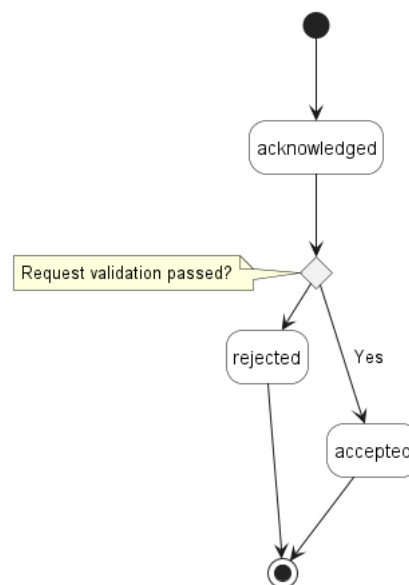 acknowledged
Request validation passed?
rejected
Yes
accepted